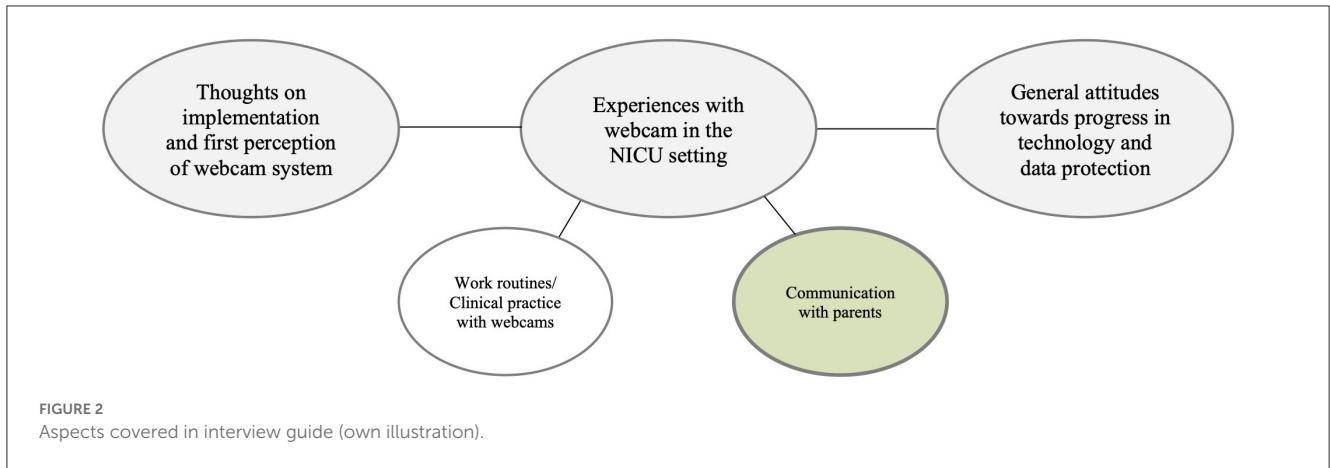 Thoughts on
implementation
and first perception
of webcam system
Experiences with
webcam in the
NICU setting
General attitudes
towards progress in
technology and
data protection
Work routines/
Clinical practice
with webcams
Communication
with parents
FIGURE 2
Aspects covered in interview guide (own illustration).